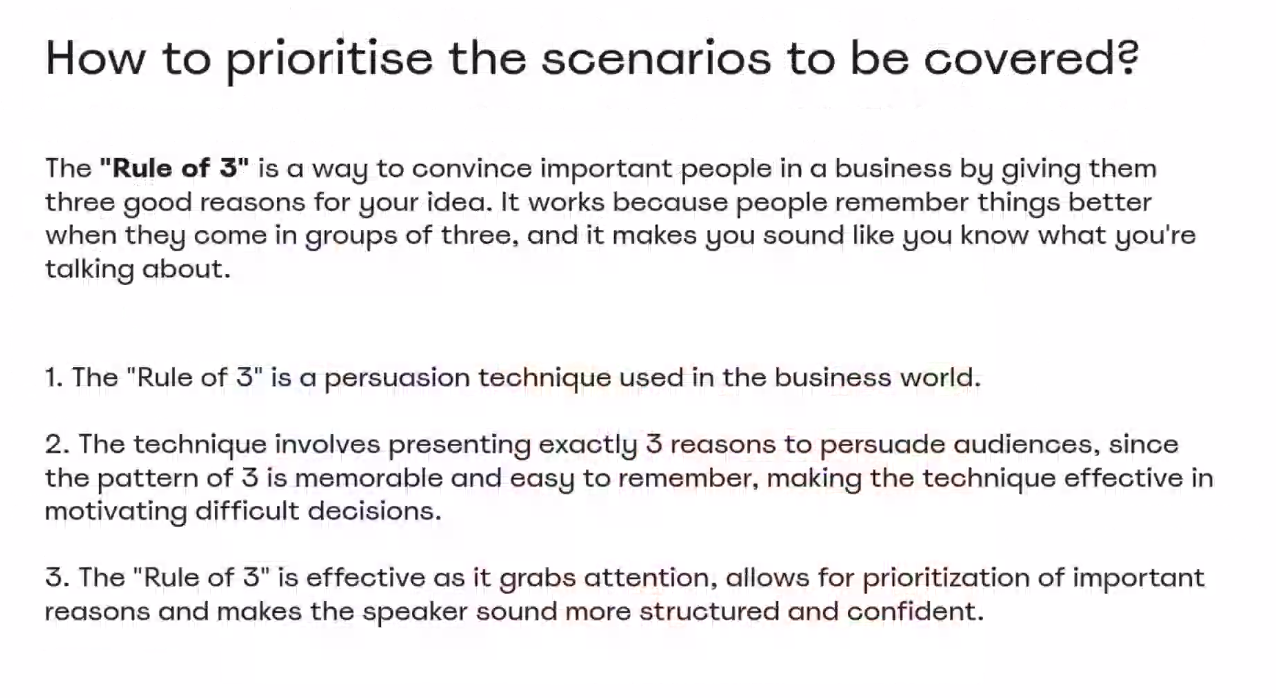 How to prioritise the scenarios to be covered?
The "Rule of 3" is a way to convince important people in a business by giving them
three good reasons for your idea. It works because people remember things better
when they come in groups of three, and it makes you sound like you know what you're
talking about.
1. The "Rule of 3" is a persuasion technique used in the business world.
2. The technique involves presenting exactly 3 reasons to persuade audiences, since
the pattern of 3 is memorable and easy to remember, making the technique effective in
motivating difficult decisions.
3. The "Rule of 3" is effective as it grabs attention, allows for prioritization of important
reasons and makes the speaker sound more structured and confident.